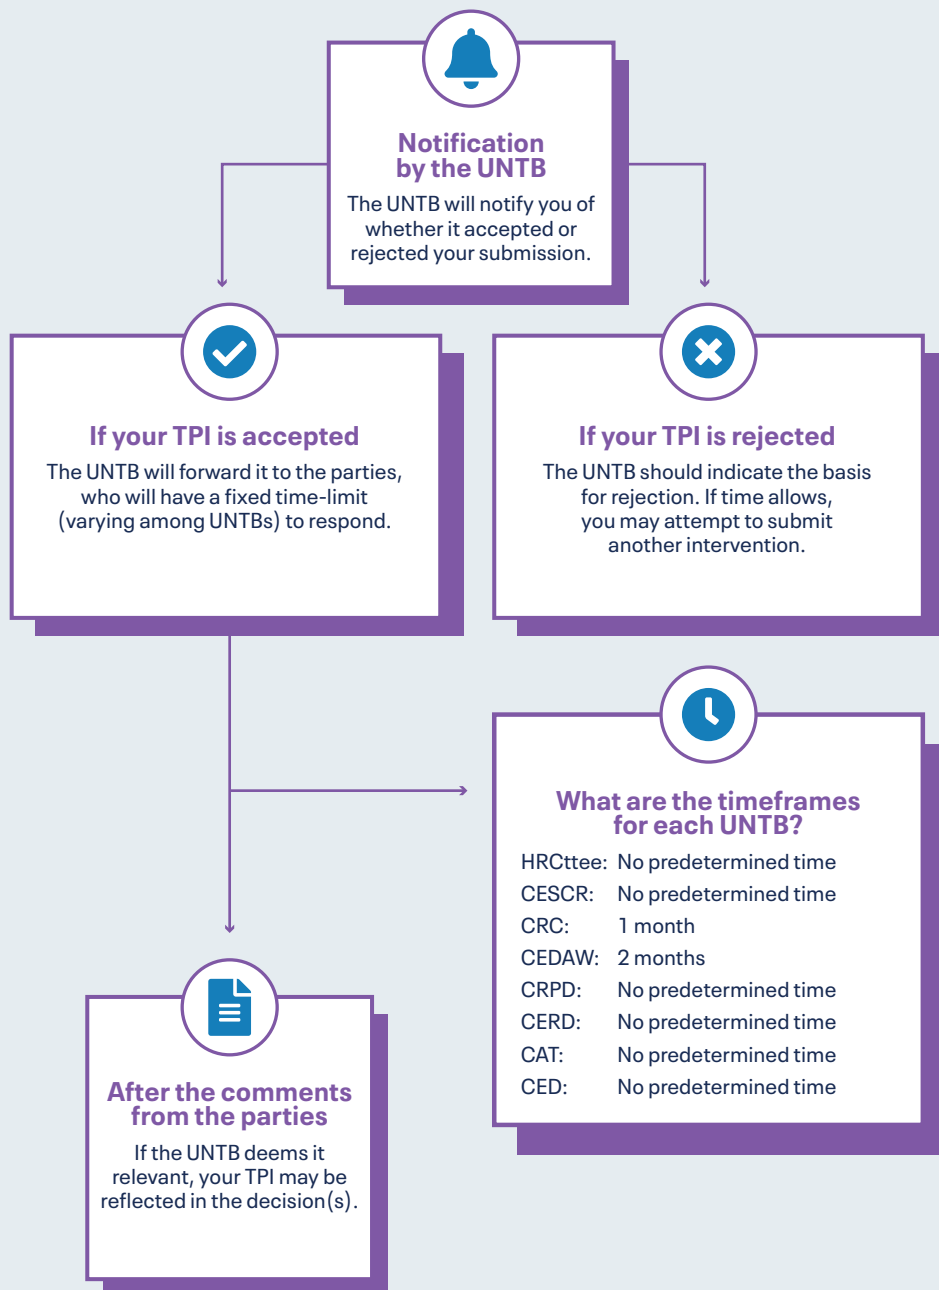 Notification
by the UNTB
The UNTB will notify you of
whether it accepted or
rejected your submission.
If your TPI is accepted
The UNTB will forward it to the parties,
who will have a fixed time-limit
(varying among UNTBs) to respond.
If your TPI is rejected
The UNTB should indicate the basis
for rejection. If time allows,
you may attempt to submit
another intervention.
What are the timeframes
for each UNTB?
HRCttee: No predetermined time
CESCR: No predetermined time
CRC: 1 month
CEDAW: 2 months
CRPD: No predetermined time
CERD: No predetermined time
CAT: No predetermined time
CED: No predetermined time
After the comments
from the parties
If the UNTB deems it
relevant, your TPI may be
reflected in the decision(s).